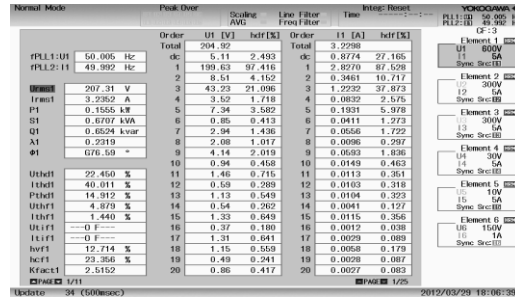 Normal Mode Peak Over Scaling Line Filter Time Integ: Reset YOKOGAWA
AVG Freq Filter PLL1:U1 50.005 Hz
PLL2:I1 49.992 Hz
CF:3
Order U1 [V] hdf[%] Order I1 [A] hdf[%]
Total 204.92 Total 3.2298
fPLL1:U1 50.005 Hz dc 5.11 2.493 dc 0.8774 27.165
fPLL2:I1 49.992 Hz 1 199.63 97.416 1 2.8270 87.528
2 8.51 4.152 2 0.3461 10.717
Urms1 207.31 V 3 43.23 21.096 3 1.2232 37.873
Irms1 3.2352 A 4 3.52 1.718 4 0.0832 2.575
P1 0.1555 kW 5 7.34 3.582 5 0.1931 5.978
S1 0.6707 kVA 6 0.85 0.413 6 0.0411 1.273
Q1 0.6524 kvar 7 2.94 1.436 7 0.0556 1.722
λ1 0.2319 8 2.08 1.017 8 0.0096 0.297
Φ1 G76.59 ° 9 4.14 2.019 9 0.0593 1.836
10 0.94 0.458 10 0.0149 0.463
Uthd1 22.450 % 11 1.46 0.715 11 0.0113 0.351
Ithd1 40.011 % 12 0.59 0.289 12 0.0103 0.318
Pthd1 14.912 % 13 1.13 0.549 13 0.0104 0.323
Uthf1 4.879 % 14 0.54 0.262 14 0.0041 0.127
Ithf1 1.440 % 15 1.33 0.649 15 0.0115 0.356
Utif1 ---O F--- 16 0.37 0.180 16 0.0012 0.038
Itif1 ---O F--- 17 1.31 0.641 17 0.0029 0.089
hvf1 12.714 % 18 1.15 0.559 18 0.0058 0.179
hcf1 23.356 % 19 0.49 0.241 19 0.0028 0.087
Kfact1 2.5152 20 0.86 0.417 20 0.0027 0.083
PAGE 1/11 PAGE 1/25
Element 1
U1 600V
I1 5A
Sync Src:
Element 2
U2 300V
I2 5A
Sync Src:
Element 3
U3 300V
I3 5A
Sync Src:
Element 4
U4 30V
I4 5A
Sync Src:
Element 5
U5 10V
I5 5A
Sync Src:
Element 6
U6 150V
I6 1A
Sync Src:
Update 34 (500msec) 2012/03/29 18:06:39